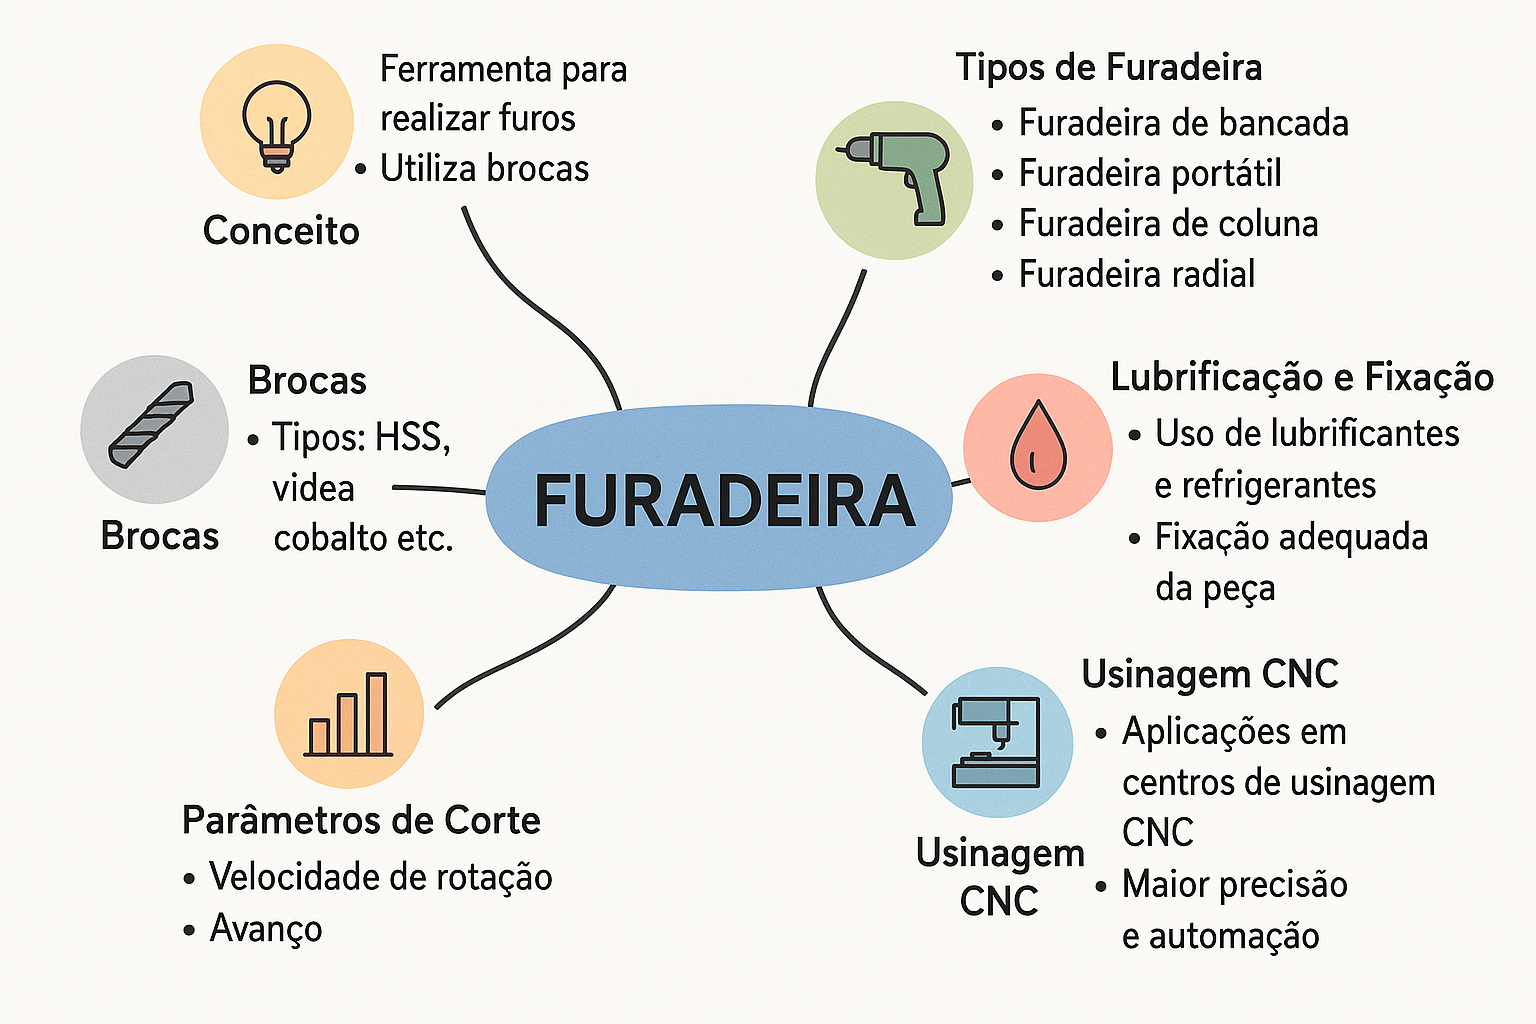 Ferramenta para
realizar furos
• Utiliza brocas
Conceito
Tipos de Furadeira
• Furadeira de bancada
• Furadeira portátil
• Furadeira de coluna
• Furadeira radial
Brocas
• Tipos: HSS,
videa
cobalto etc.
Brocas
FURADEIRA
Lubrificação e Fixação
• Uso de lubrificantes
e refrigerantes
• Fixação adequada
da peça
Parâmetros de Corte
• Velocidade de rotação
• Avanço
Usinagem CNC
• Aplicações em
centros de usinagem
CNC
• Maior precisão
e automação
Usinagem
CNC